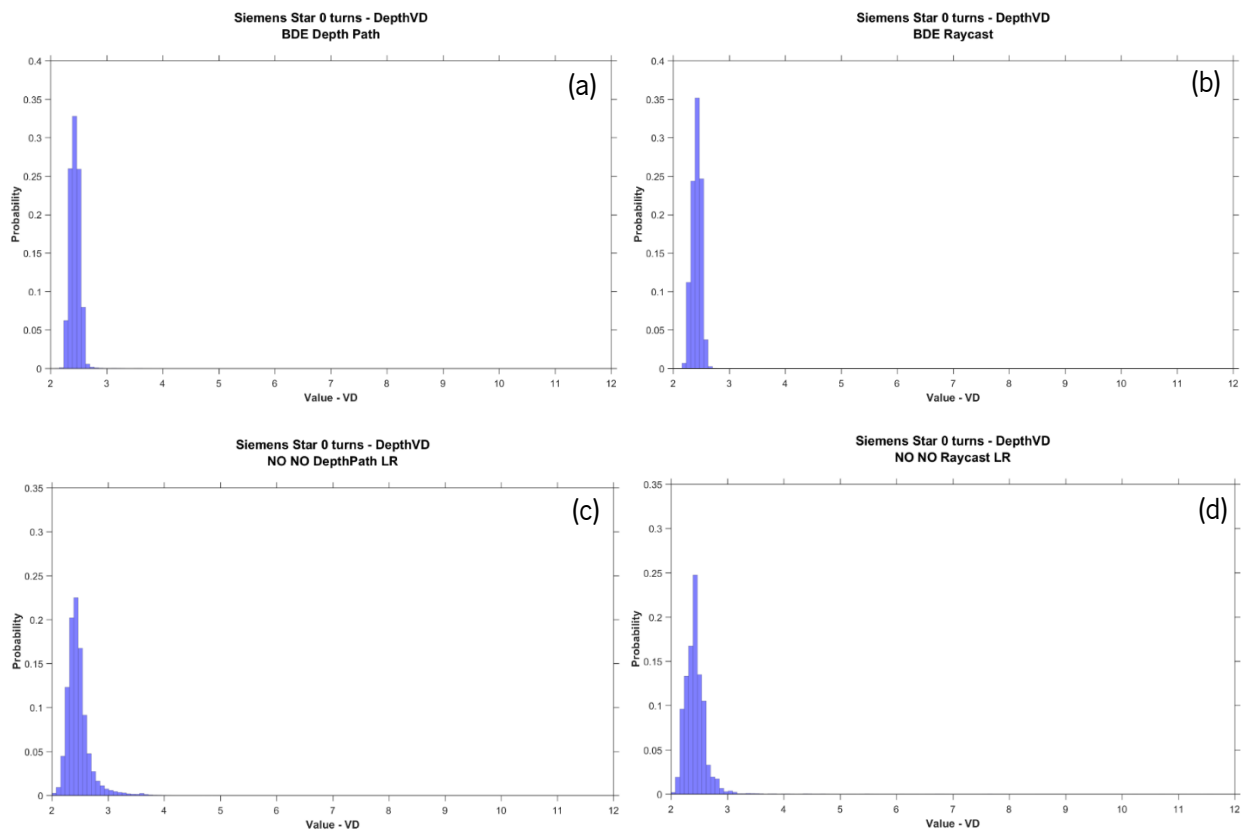 Siemens Star 0 turns - DepthVD
BDE Depth Path
(a)
0.4
0.35
0.3
0.25
0.2
0.15
0.1
0.05
0
Probability
2 3 4 5 6 7 8 9 10 11 12
Value - VD
Siemens Star 0 turns - DepthVD
BDE Raycast
(b)
0.4
0.35
0.3
0.25
0.2
0.15
0.1
0.05
0
Probability
2 3 4 5 6 7 8 9 10 11 12
Value - VD
Siemens Star 0 turns - DepthVD
NO NO DepthPath LR
(c)
0.35
0.3
0.25
0.2
0.15
0.1
0.05
0
Probability
2 3 4 5 6 7 8 9 10 11 12
Value - VD
Siemens Star 0 turns - DepthVD
NO NO Raycast LR
(d)
0.35
0.3
0.25
0.2
0.15
0.1
0.05
0
Probability
2 3 4 5 6 7 8 9 10 11 12
Value - VD